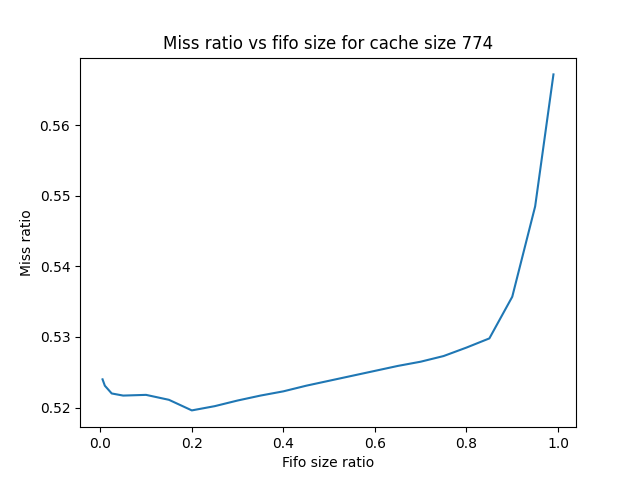 Miss ratio vs fifo size for cache size 774
0.56
0.55
0.54
0.53
0.52
Miss ratio
0.0 0.2 0.4 0.6 0.8 1.0
Fifo size ratio